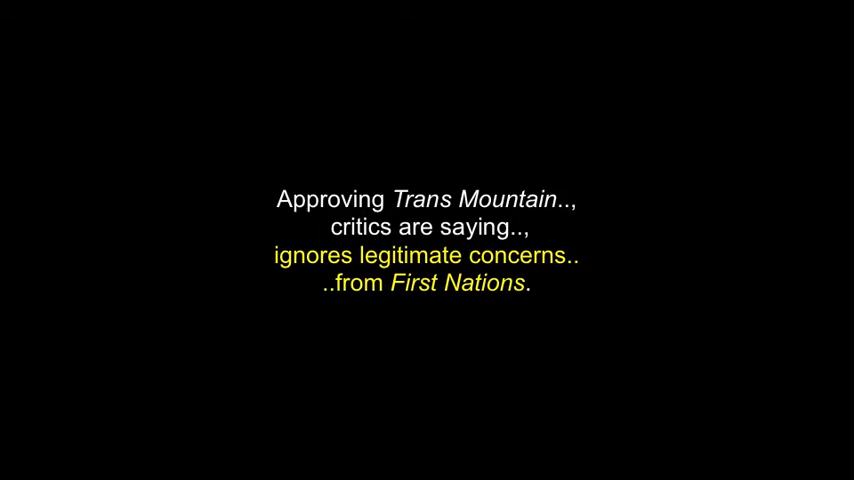 Approving Trans Mountain..,
critics are saying..,
ignores legitimate concerns..
..from First Nations.